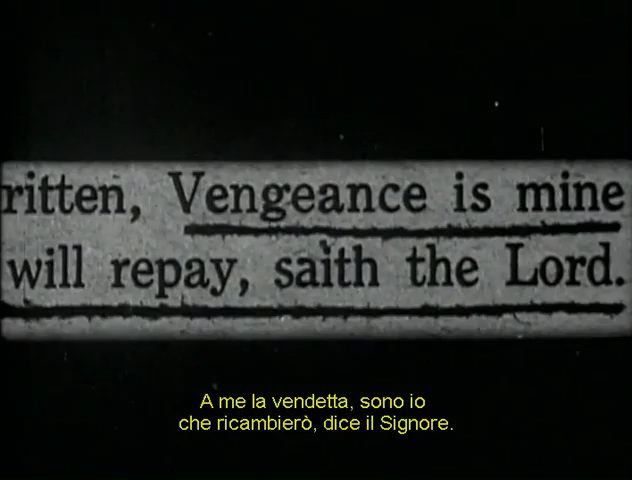 ritten, Vengeance is mine
will repay, saith the Lord.
A me la vendetta, sono io
che ricambierò, dice il Signore.